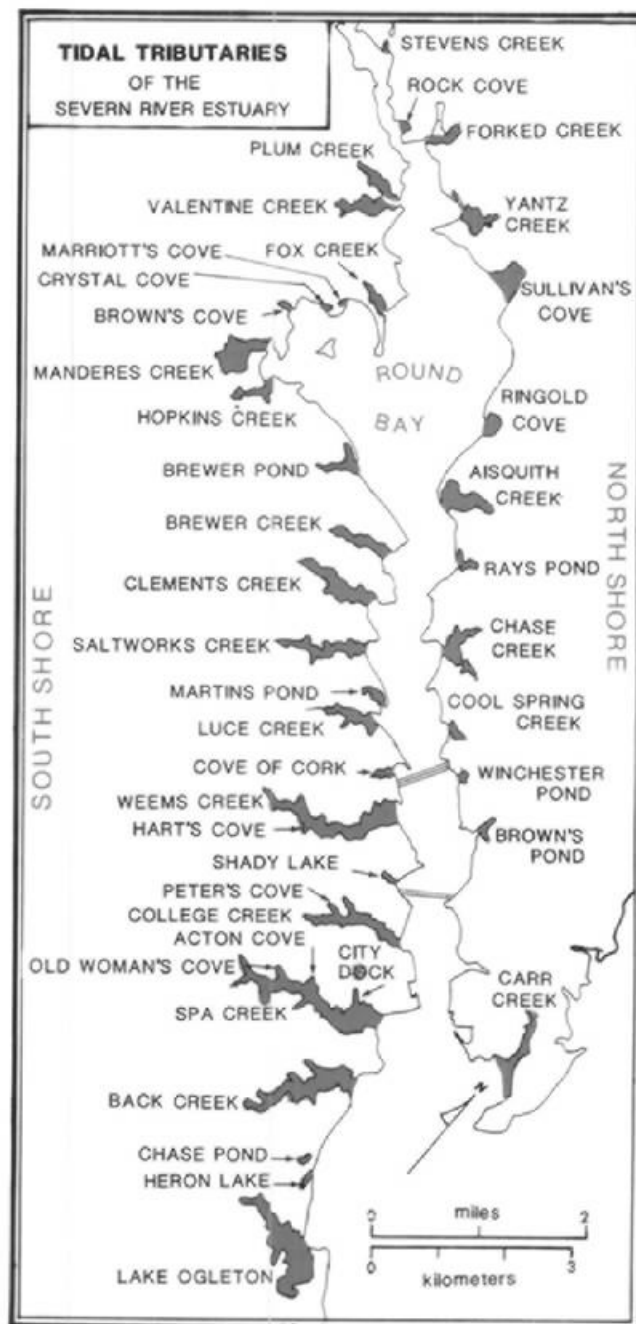 TIDAL TRIBUTARIES
OF THE
SEVERN RIVER ESTUARY
STEVENS CREEK
ROCK COVE
FORKED CREEK
PLUM CREEK
VALENTINE CREEK
YANTZ
CREEK
MARRIOTT'S COVE
FOX CREEK
CRYSTAL COVE
BROWN'S COVE
SULLIVAN'S
COVE
MANDERES CREEK
ROUND
BAY
HOPKINS CREEK
RINGOLD
COVE
BREWER POND
AISQUITH
CREEK
BREWER CREEK
CLEMENTS CREEK
RAYS POND
NORTH SHORE
SOUTH SHORE
SALTWORKS CREEK
CHASE
CREEK
MARTINS POND
LUCE CREEK
COOL SPRING
CREEK
COVE OF CORK
WINCHESTER
POND
WEEMS CREEK
HART'S COVE
BROWN'S
POND
SHADY LAKE
PETER'S COVE
COLLEGE CREEK
ACTON COVE
CITY
DOCK
OLD WOMAN'S COVE
SPA CREEK
CARR
CREEK
BACK CREEK
N
CHASE POND
HERON LAKE
LAKE OGLETON
0 2
miles
0 3
kilometers